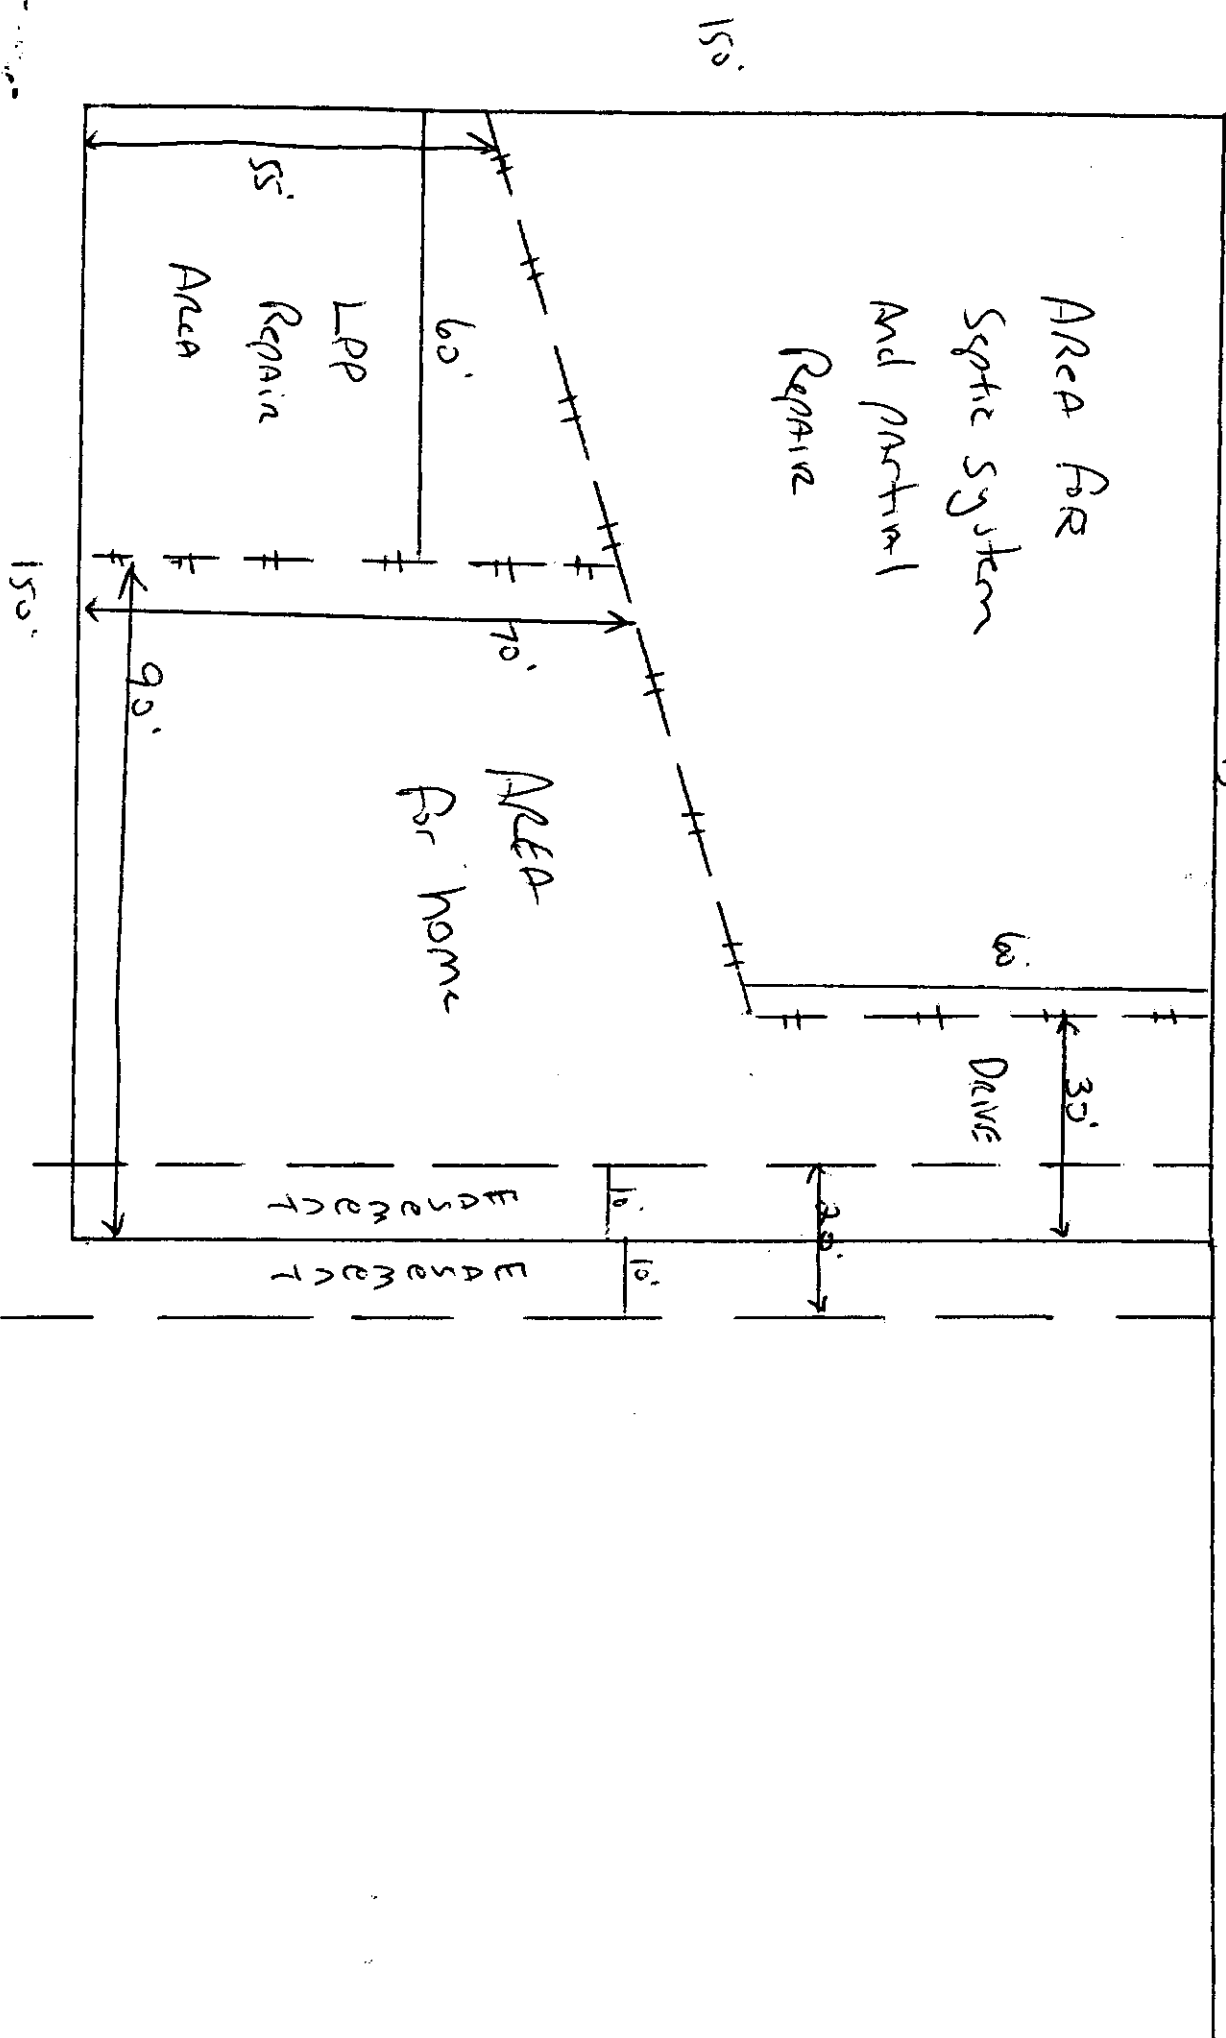 AReA foR
Septic System
And partial
Repair
60'
30'
DRIVE
20'
150'
10'
10'
60'
70'
AREA
for home
LPP
Repair
AreA
55'
EASEMENT
EASEMENT
90'
150'